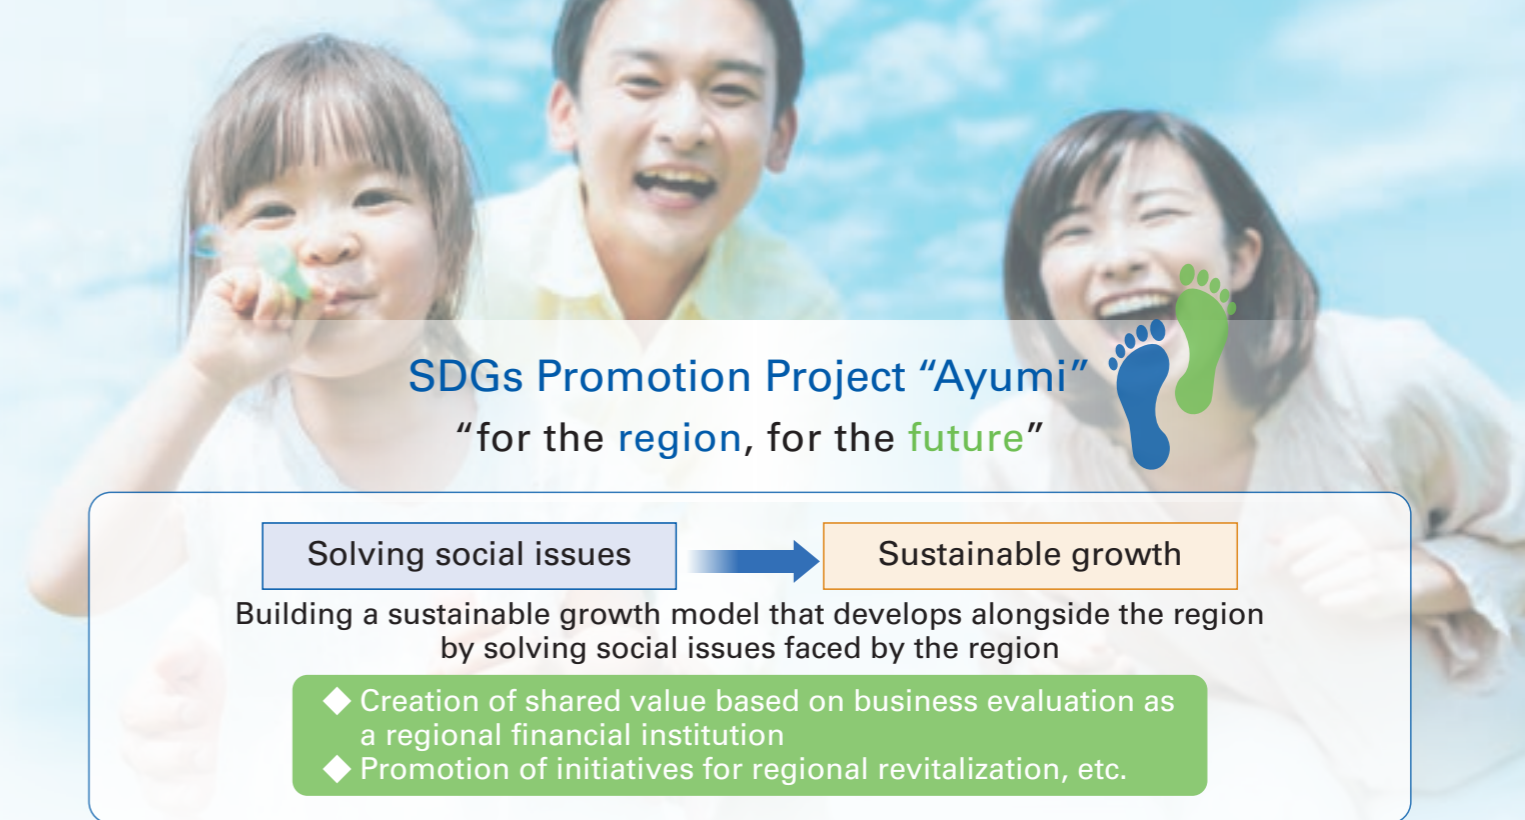 SDGs Promotion Project “Ayumi”
“for the region, for the future”
Solving social issues
Sustainable growth
Building a sustainable growth model that develops alongside the region
by solving social issues faced by the region
◆ Creation of shared value based on business evaluation as
a regional financial institution
◆ Promotion of initiatives for regional revitalization, etc.